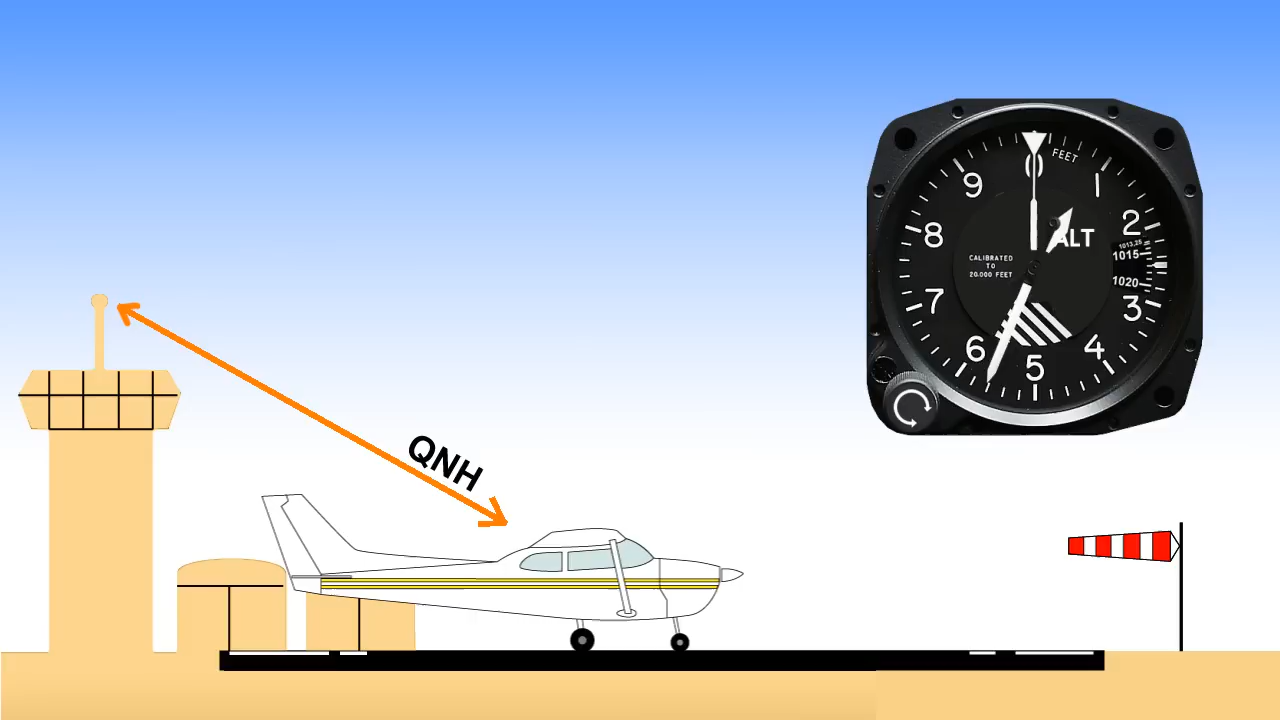 QNH
0
FEET
1
2
3
4
5
6
7
8
9
ALT
CALIBRATED
TO
20.000 FEET
1013,25
1015
1020